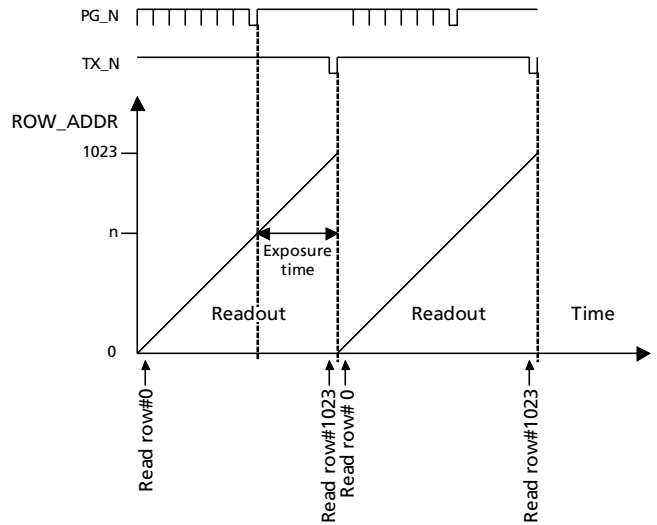 PG_N
TX_N
ROW_ADDR
1023
n
Exposure
time
Readout
Readout
Time
0
Read row#0
Read row#1023
Read row# 0
Read row#1023